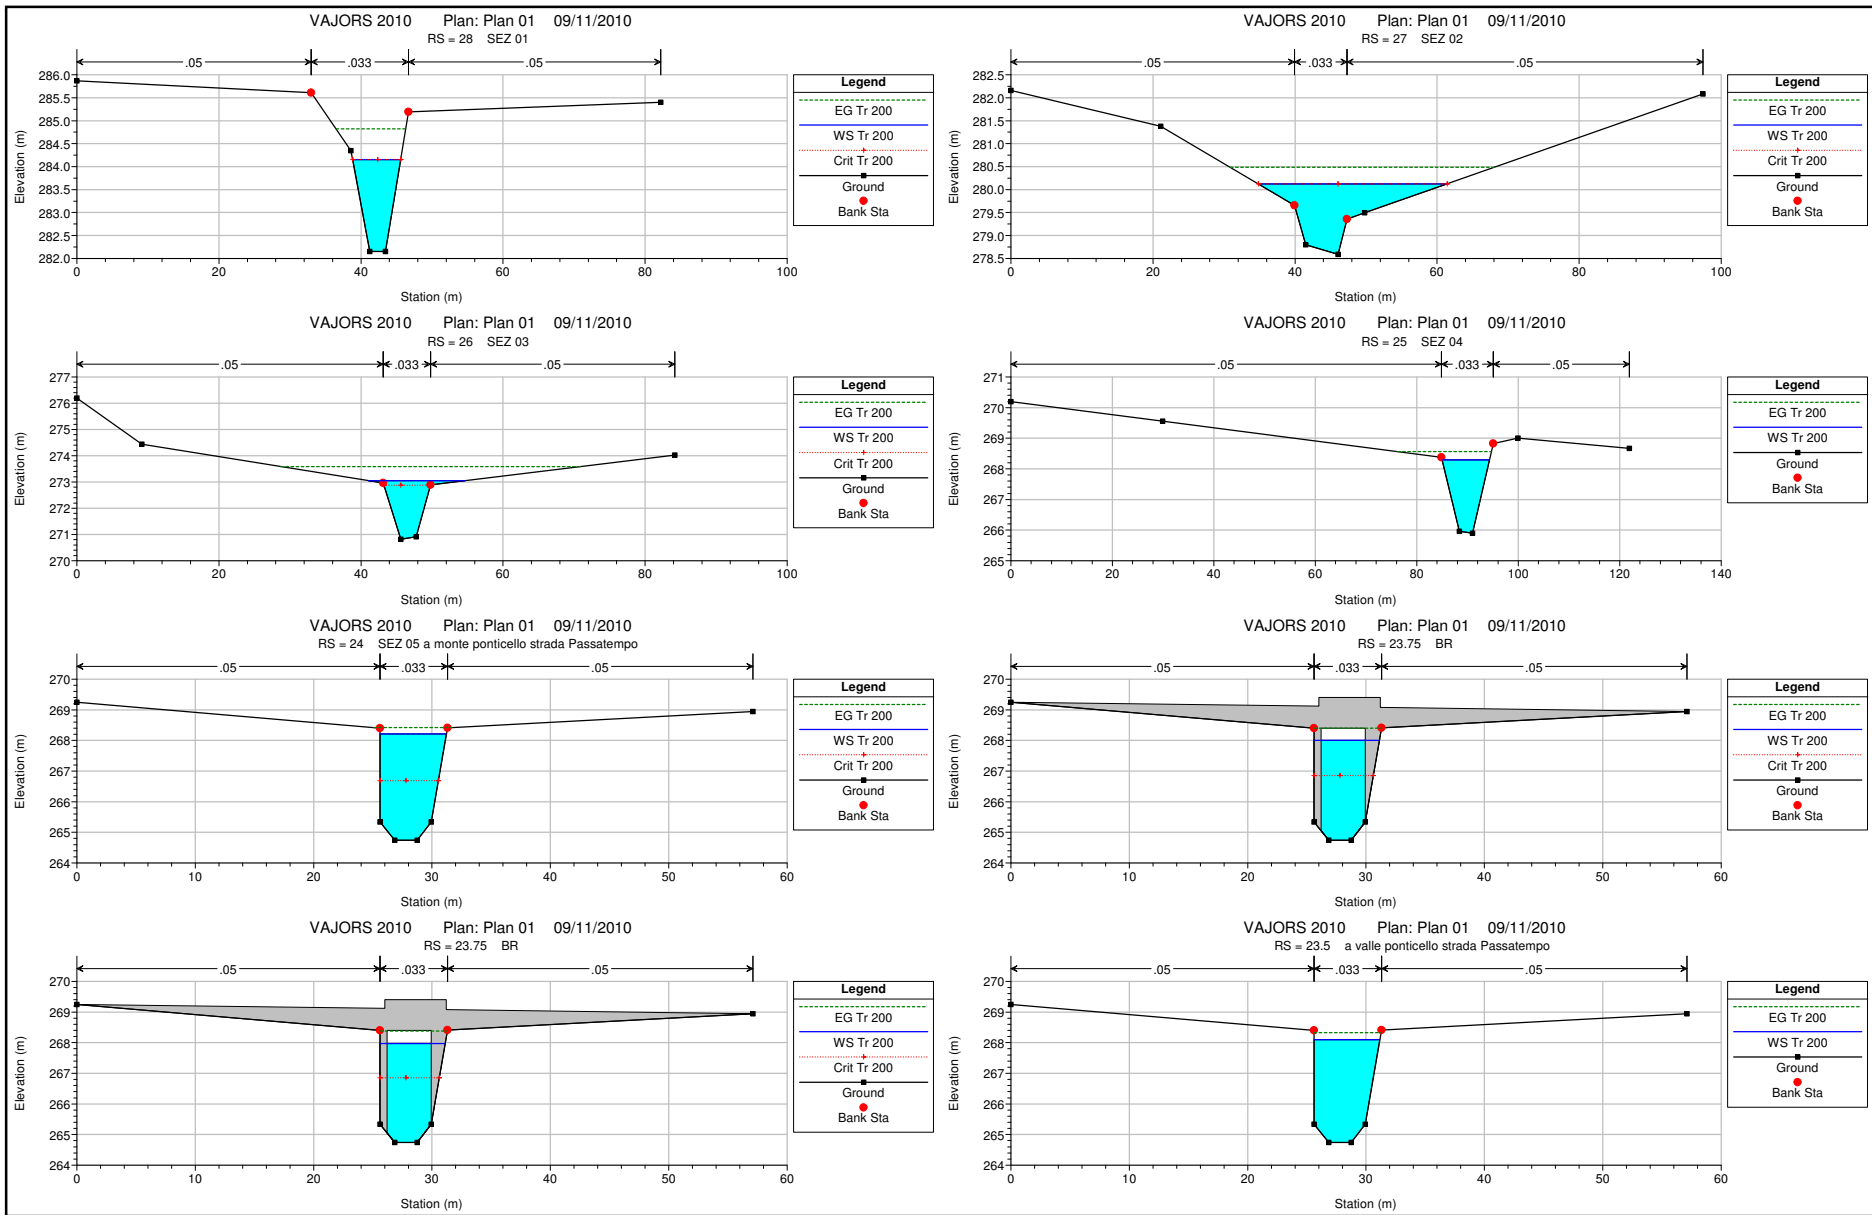 VAJORS 2010 Plan: Plan 01 09/11/2010
RS = 28 SEZ 01
.05 .033 .05
286.0
285.5
285.0
284.5
284.0
283.5
283.0
282.5
282.0
Elevation (m)
0 20 40 60 80 100
Station (m)
Legend
EG Tr 200
WS Tr 200
Crit Tr 200
Ground
Bank Sta
VAJORS 2010 Plan: Plan 01 09/11/2010
RS = 27 SEZ 02
.05 .033 .05
282.5
282.0
281.5
281.0
280.5
280.0
279.5
279.0
278.5
Elevation (m)
0 20 40 60 80 100
Station (m)
Legend
EG Tr 200
WS Tr 200
Crit Tr 200
Ground
Bank Sta
VAJORS 2010 Plan: Plan 01 09/11/2010
RS = 26 SEZ 03
.05 .033 .05
277
276
275
274
273
272
271
270
Elevation (m)
0 20 40 60 80 100
Station (m)
Legend
EG Tr 200
WS Tr 200
Crit Tr 200
Ground
Bank Sta
VAJORS 2010 Plan: Plan 01 09/11/2010
RS = 25 SEZ 04
.05 .033 .05
271
270
269
268
267
266
265
Elevation (m)
0 20 40 60 80 100 120 140
Station (m)
Legend
EG Tr 200
WS Tr 200
Ground
Bank Sta
VAJORS 2010 Plan: Plan 01 09/11/2010
RS = 24 SEZ 05 a monte ponticello strada Passatempo
.05 .033 .05
270
269
268
267
266
265
264
Elevation (m)
0 10 20 30 40 50 60
Station (m)
Legend
EG Tr 200
WS Tr 200
Crit Tr 200
Ground
Bank Sta
VAJORS 2010 Plan: Plan 01 09/11/2010
RS = 23.75 BR
.05 .033 .05
270
269
268
267
266
265
264
Elevation (m)
0 10 20 30 40 50 60
Station (m)
Legend
EG Tr 200
WS Tr 200
Crit Tr 200
Ground
Bank Sta
VAJORS 2010 Plan: Plan 01 09/11/2010
RS = 23.75 BR
.05 .033 .05
270
269
268
267
266
265
264
Elevation (m)
0 10 20 30 40 50 60
Station (m)
Legend
EG Tr 200
WS Tr 200
Crit Tr 200
Ground
Bank Sta
VAJORS 2010 Plan: Plan 01 09/11/2010
RS = 23.5 a valle ponticello strada Passatempo
.05 .033 .05
270
269
268
267
266
265
264
Elevation (m)
0 10 20 30 40 50 60
Station (m)
Legend
EG Tr 200
WS Tr 200
Ground
Bank Sta